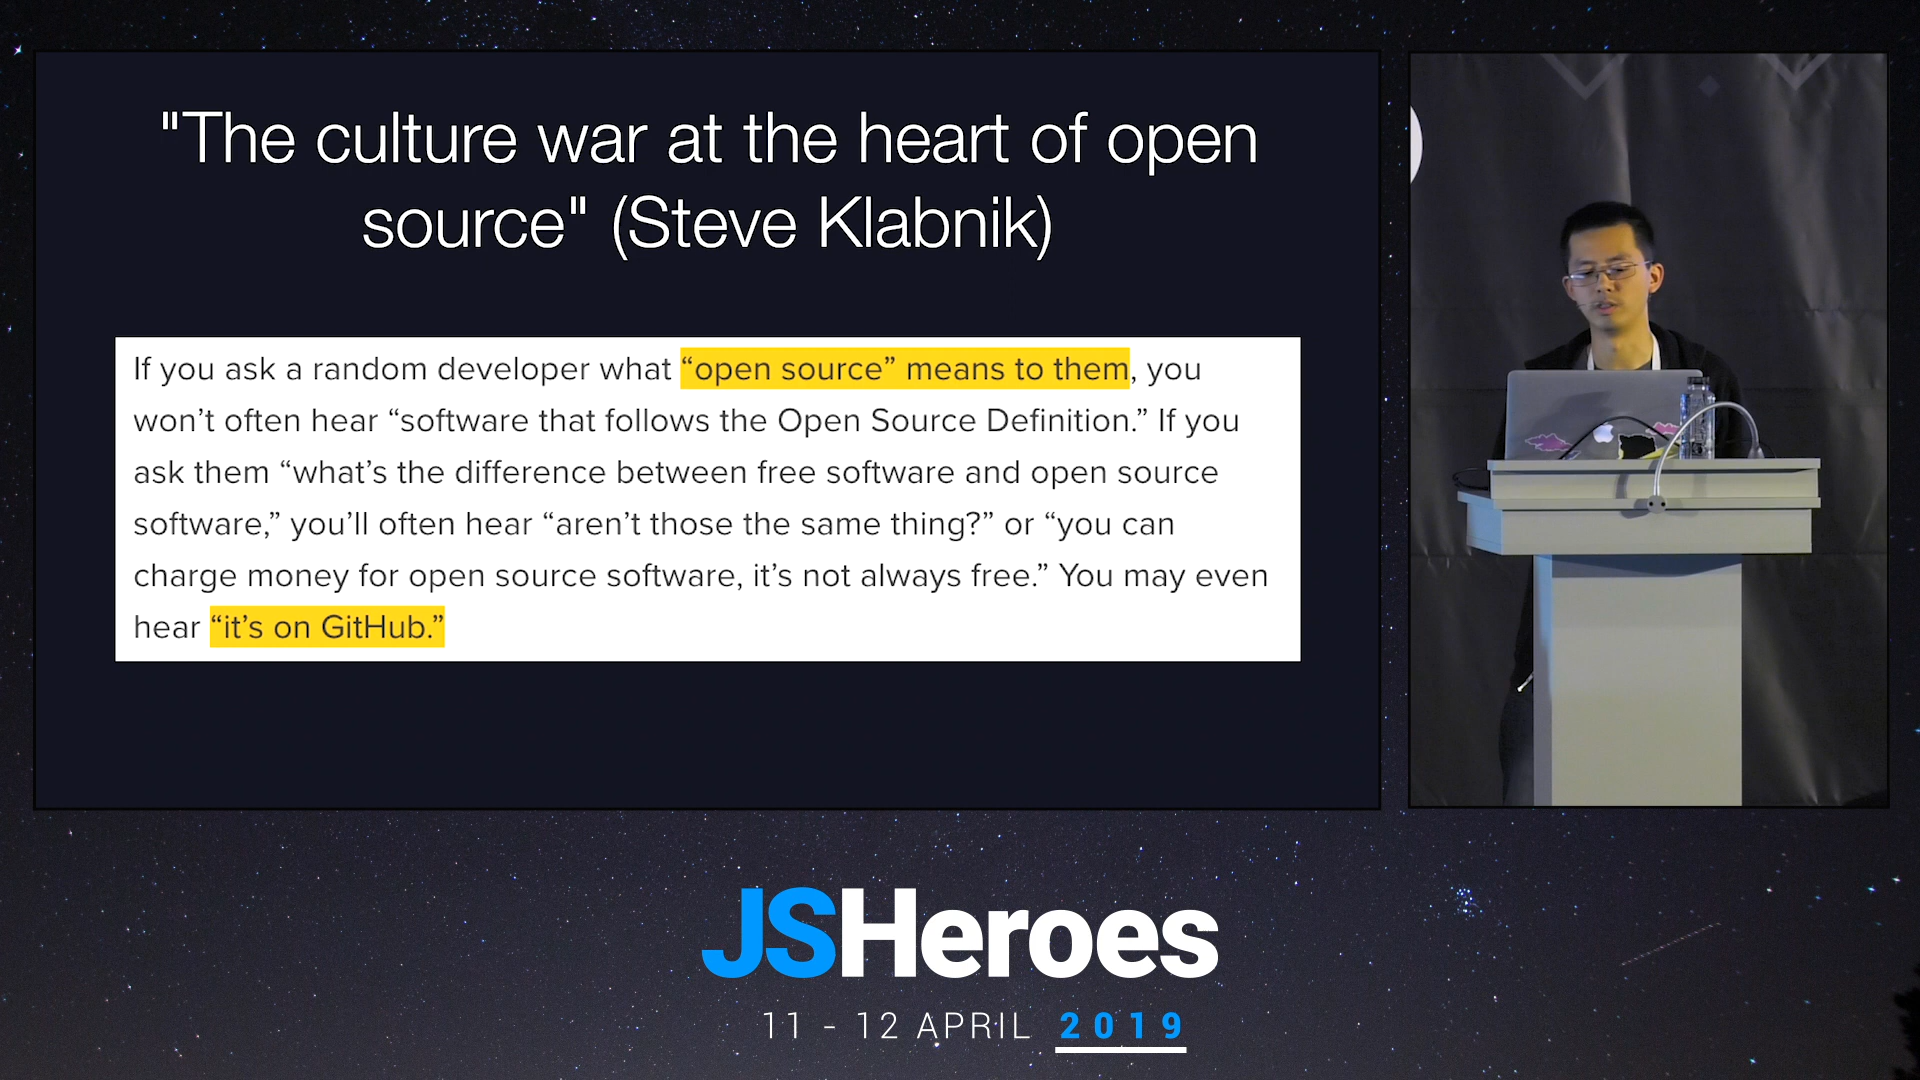 "The culture war at the heart of open
source" (Steve Klabnik)
If you ask a random developer what “open source” means to them, you
won’t often hear “software that follows the Open Source Definition.” If you
ask them “what’s the difference between free software and open source
software,” you’ll often hear “aren’t those the same thing?” or “you can
charge money for open source software, it’s not always free.” You may even
hear “it’s on GitHub.”
JSHeroes
11 - 12 APRIL 2019